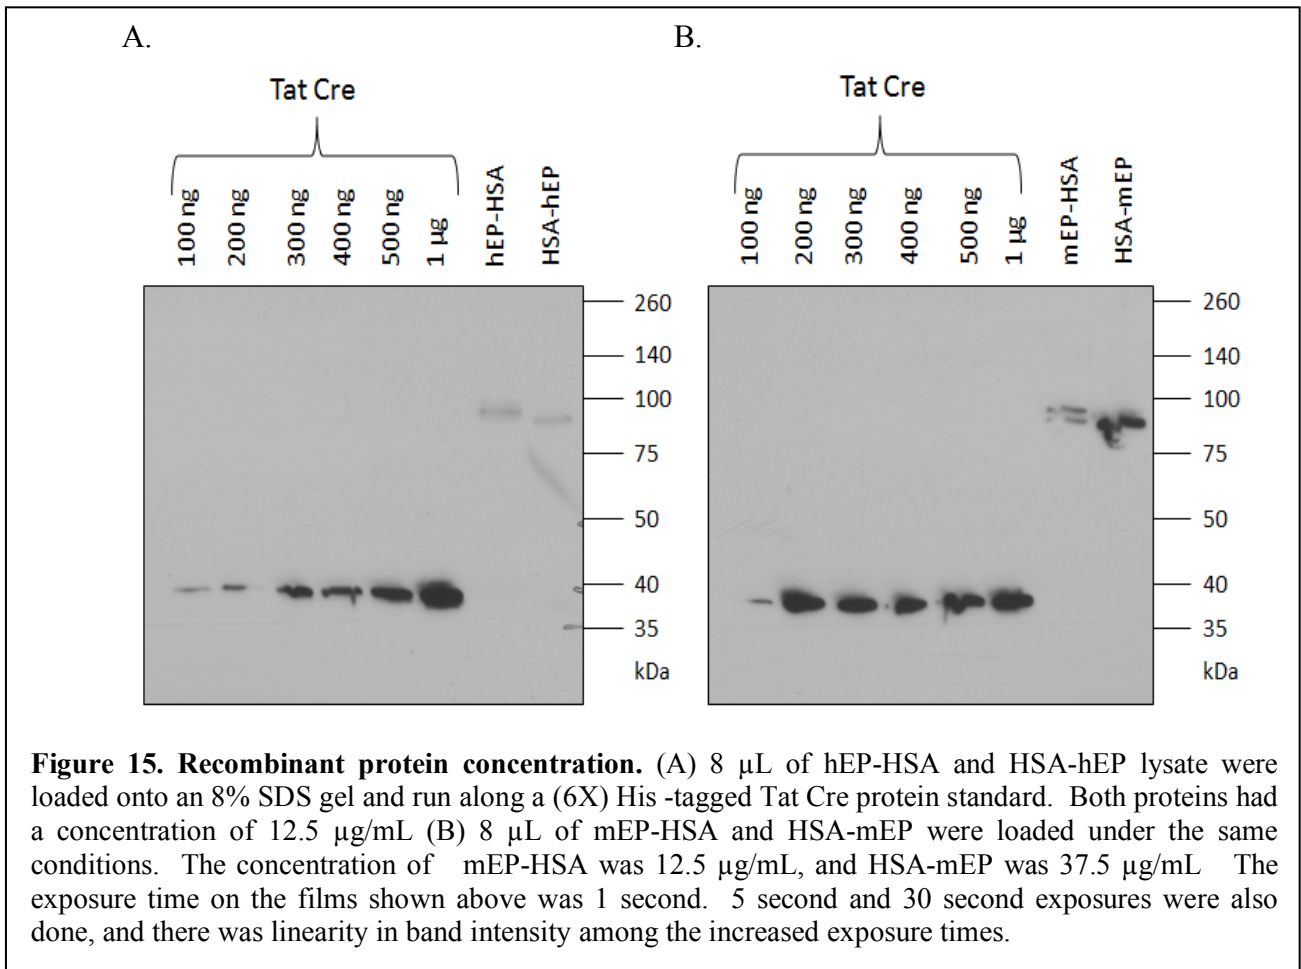 A.
B.
Tat Cre
Tat Cre
100 ng
200 ng
300 ng
400 ng
500 ng
1 µg
hEP-HSA
HSA-hEP
100 ng
200 ng
300 ng
400 ng
500 ng
1 µg
mEP-HSA
HSA-mEP
260
140
100
75
50
40
35
kDa
260
140
100
75
50
40
35
kDa
Figure 15. Recombinant protein concentration. (A) 8 µL of hEP-HSA and HSA-hEP lysate were
loaded onto an 8% SDS gel and run along a (6X) His -tagged Tat Cre protein standard. Both proteins had
a concentration of 12.5 µg/mL (B) 8 µL of mEP-HSA and HSA-mEP were loaded under the same
conditions. The concentration of mEP-HSA was 12.5 µg/mL, and HSA-mEP was 37.5 µg/mL The
exposure time on the films shown above was 1 second. 5 second and 30 second exposures were also
done, and there was linearity in band intensity among the increased exposure times.